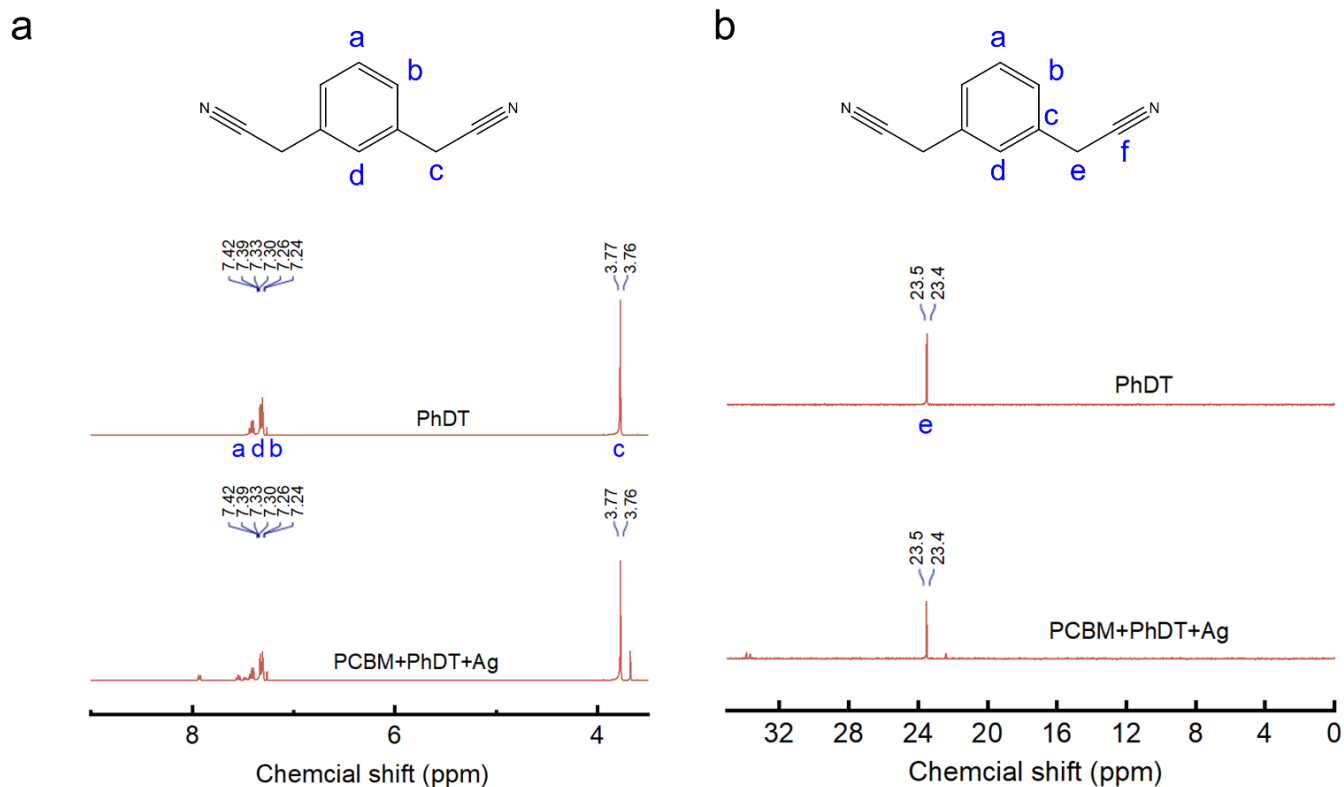 a
a
b
N
N
d
c
7.42
7.39
7.33
7.30
7.26
7.24
3.77
3.76
PhDT
a d b
c
7.42
7.39
7.33
7.30
7.26
7.24
3.77
3.76
PCBM+PhDT+Ag
8
6
4
Chemcial shift (ppm)
b
a
b
N
N
c
f
d
e
23.5
23.4
PhDT
e
23.5
23.4
PCBM+PhDT+Ag
32 28 24 20 16 12 8 4 0
Chemcial shift (ppm)